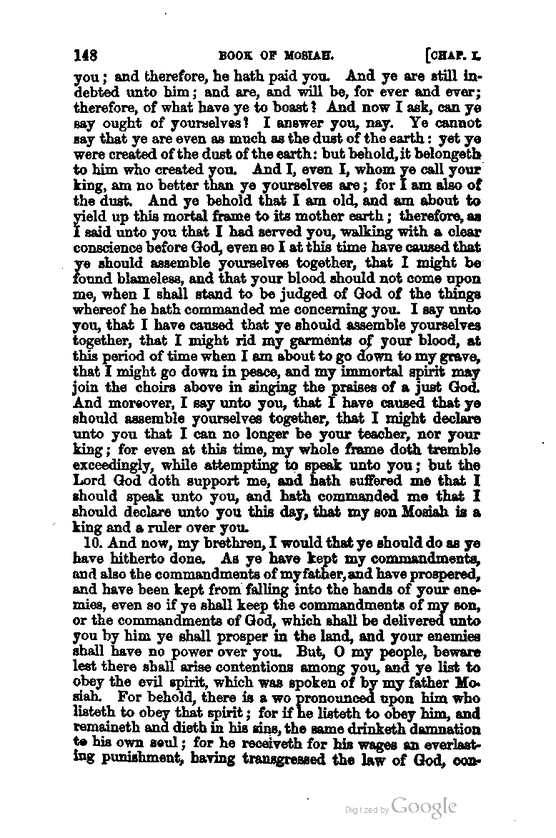 148 BOOK OF MOSIAH. [CHAP. I.
you; and therefore, he hath paid you. And ye are still in-
debted unto him; and are, and will be, for ever and ever;
therefore, of what have ye to boast? And now I ask, can ye
say ought of yourselves? I answer you, nay. Ye cannot
say that ye are even as much as the dust of the earth: yet ye
were created of the dust of the earth: but behold, it belongeth
to him who created you. And I, even I, whom ye call your
king, am no better than ye yourselves are; for I am also of
the dust. And ye behold that I am old, and am about to
yield up this mortal frame to its mother earth; therefore, as
I said unto you that I had served you, walking with a clear
conscience before God, even so I at this time have caused that
ye should assemble yourselves together, that I might be
found blameless, and that your blood should not come upon
me, when I shall stand to be judged of God of the things
whereof he hath commanded me concerning you. I say unto
you, that I have caused that ye should assemble yourselves
together, that I might rid my garments of your blood, at
this period of time when I am about to go down to my grave,
that I might go down in peace, and my immortal spirit may
join the choirs above in singing the praises of a just God.
And moreover, I say unto you, that I have caused that ye
should assemble yourselves together, that I might declare
unto you that I can no longer be your teacher, nor your
king; for even at this time, my whole frame doth tremble
exceedingly, while attempting to speak unto you; but the
Lord God doth support me, and hath suffered me that I
should speak unto you, and hath commanded me that I
should declare unto you this day, that my son Mosiah is a
king and a ruler over you.
10. And now, my brethren, I would that ye should do as ye
have hitherto done. As ye have kept my commandments,
and also the commandments of my father, and have prospered,
and have been kept from falling into the hands of your ene-
mies, even so if ye shall keep the commandments of my son,
or the commandments of God, which shall be delivered unto
you by him ye shall prosper in the land, and your enemies
shall have no power over you. But, O my people, beware
lest there shall arise contentions among you, and ye list to
obey the evil spirit, which was spoken of by my father Mo-
siah. For behold, there is a wo pronounced upon him who
listeth to obey that spirit; for if he listeth to obey him, and
remaineth and dieth in his sins, the same drinketh damnation
to his own soul; for he receiveth for his wages an everlast-
ing punishment, having transgressed the law of God, con-
Digitized by Google